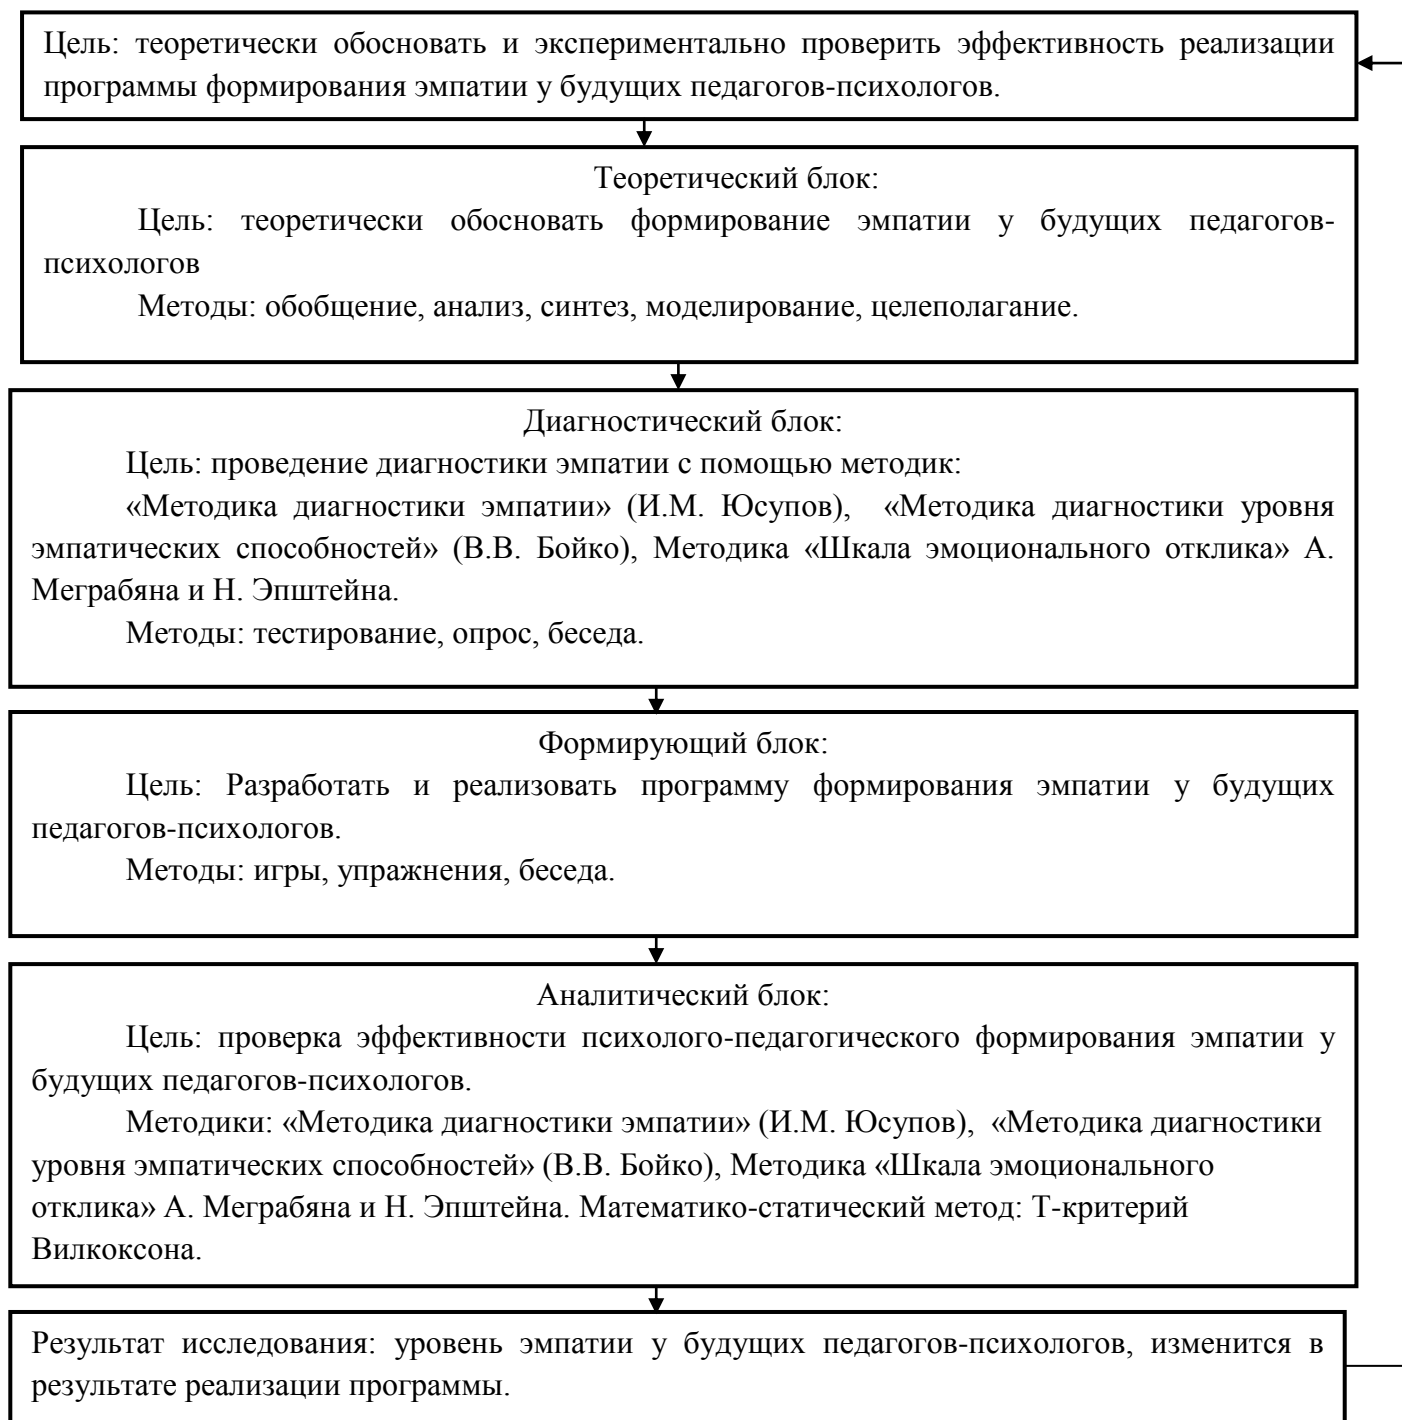 Цель: теоретически обосновать и экспериментально проверить эффективность реализации
программы формирования эмпатии у будущих педагогов-психологов.
Теоретический блок:
Цель: теоретически обосновать формирование эмпатии у будущих педагогов-
психологов
Методы: обобщение, анализ, синтез, моделирование, целеполагание.
Диагностический блок:
Цель: проведение диагностики эмпатии с помощью методик:
«Методика диагностики эмпатии» (И.М. Юсупов), «Методика диагностики уровня
эмпатических способностей» (В.В. Бойко), Методика «Шкала эмоционального отклика» А.
Меграбяна и Н. Эпштейна.
Методы: тестирование, опрос, беседа.
Формирующий блок:
Цель: Разработать и реализовать программу формирования эмпатии у будущих
педагогов-психологов.
Методы: игры, упражнения, беседа.
Аналитический блок:
Цель: проверка эффективности психолого-педагогического формирования эмпатии у
будущих педагогов-психологов.
Методики: «Методика диагностики эмпатии» (И.М. Юсупов), «Методика диагностики
уровня эмпатических способностей» (В.В. Бойко), Методика «Шкала эмоционального
отклика» А. Меграбяна и Н. Эпштейна. Математико-статический метод: Т-критерий
Вилкоксона.
Результат исследования: уровень эмпатии у будущих педагогов-психологов, изменится в
результате реализации программы.